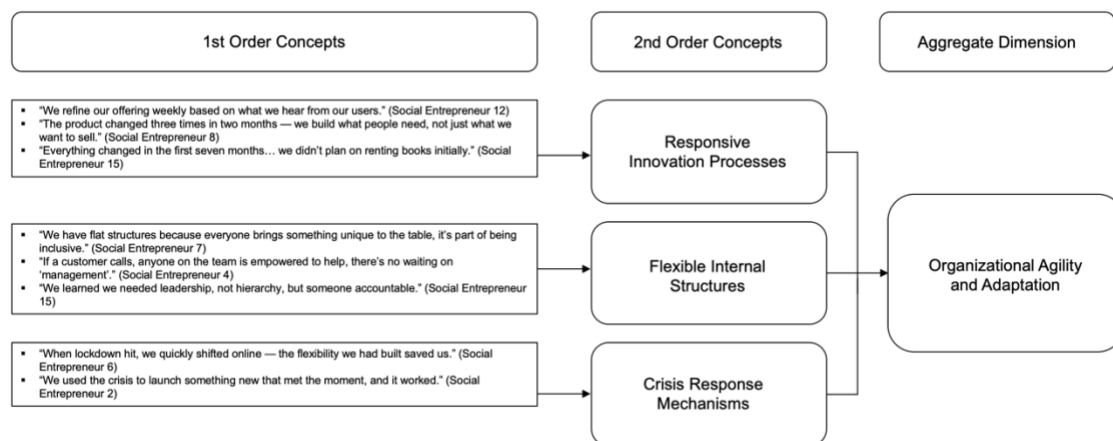 1st Order Concepts
2nd Order Concepts
Aggregate Dimension
▪ "We refine our offering weekly based on what we hear from our users." (Social Entrepreneur 12)
▪ "The product changed three times in two months — we build what people need, not just what we
want to sell." (Social Entrepreneur 8)
▪ "Everything changed in the first seven months… we didn't plan on renting books initially." (Social
Entrepreneur 15)
Responsive
Innovation Processes
▪ "We have flat structures because everyone brings something unique to the table, it's part of being
inclusive." (Social Entrepreneur 7)
▪ "If a customer calls, anyone on the team is empowered to help, there's no waiting on
'management'." (Social Entrepreneur 4)
▪ "We learned we needed leadership, not hierarchy, but someone accountable." (Social Entrepreneur
15)
Flexible Internal
Structures
Organizational Agility
and Adaptation
▪ "When lockdown hit, we quickly shifted online — the flexibility we had built saved us." (Social
Entrepreneur 6)
▪ "We used the crisis to launch something new that met the moment, and it worked." (Social
Entrepreneur 2)
Crisis Response
Mechanisms